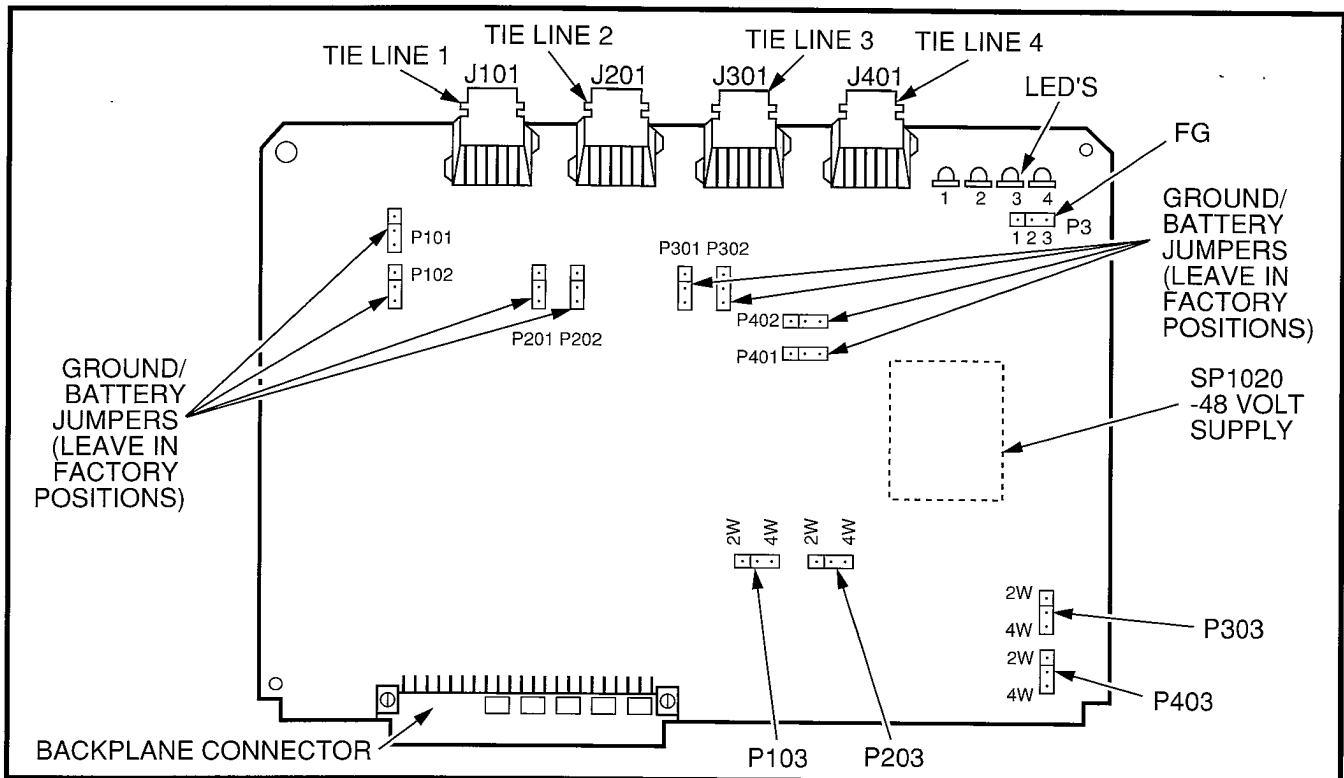 TIE LINE 1
TIE LINE 2
TIE LINE 3
TIE LINE 4
J101
J201
J301
J401
LED'S
FG
1 2 3 4
P3
1 2 3
GROUND/
BATTERY
JUMPERS
(LEAVE IN
FACTORY
POSITIONS)
P101
P102
P201 P202
P301 P302
P402
P401
GROUND/
BATTERY
JUMPERS
(LEAVE IN
FACTORY
POSITIONS)
SP1020
-48 VOLT
SUPPLY
2W 4W
2W 4W
2W
4W
P303
2W
4W
P403
BACKPLANE CONNECTOR
P103
P203